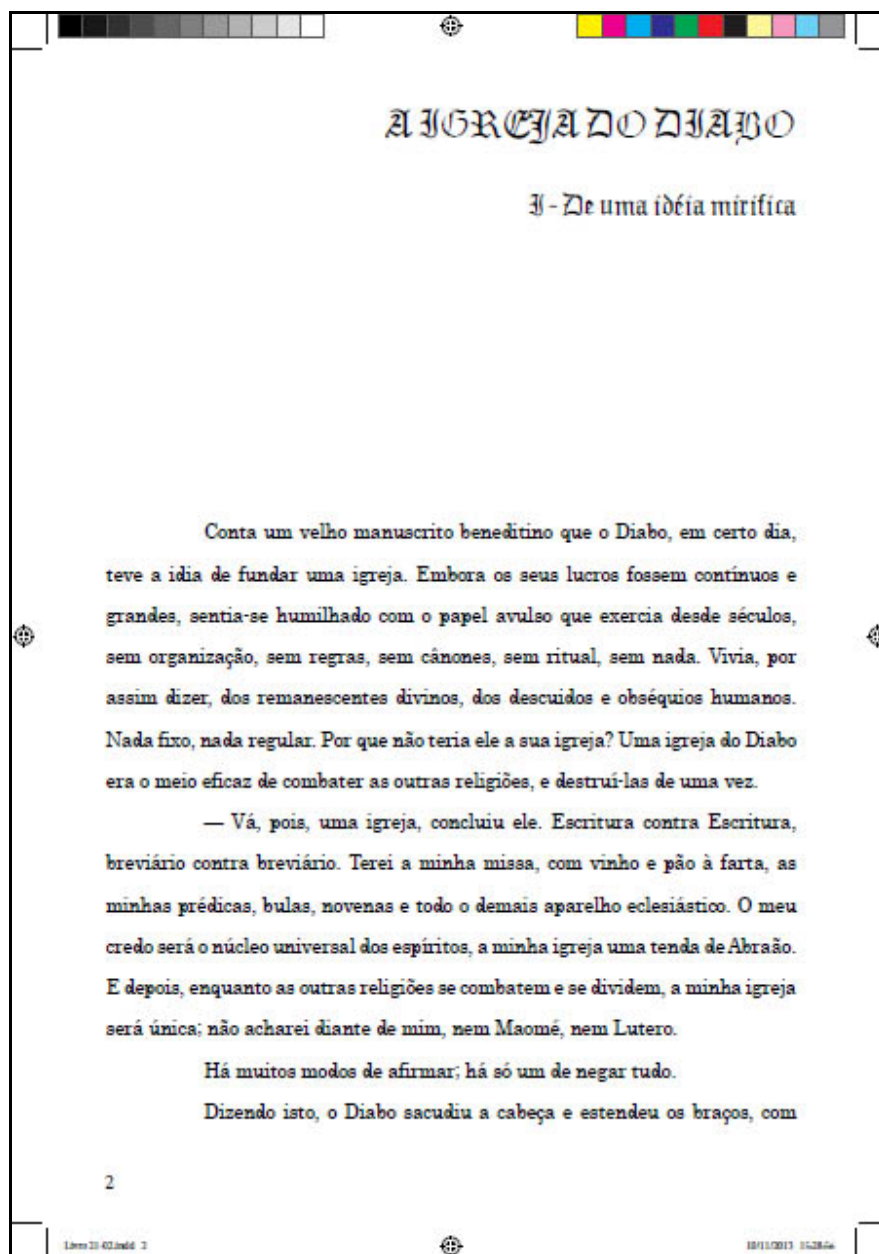 A IGREJA DO DIABO
I - De uma idéia mirifica
Conta um velho manuscrito beneditino que o Diabo, em certo dia,
teve a idia de fundar uma igreja. Embora os seus lucros fossem contínuos e
grandes, sentia-se humilhado com o papel avulso que exercia desde séculos,
sem organização, sem regras, sem cânones, sem ritual, sem nada. Vivia, por
assim dizer, dos remanescentes divinos, dos descuidos e obséquios humanos.
Nada fixo, nada regular. Por que não teria ele a sua igreja? Uma igreja do Diabo
era o meio eficaz de combater as outras religiões, e destruí-las de uma vez.
— Vá, pois, uma igreja, concluiu ele. Escritura contra Escritura,
breviário contra breviário. Terei a minha missa, com vinho e pão à farta, as
minhas prédicas, bulas, novenas e todo o demais aparelho eclesiástico. O meu
credo será o núcleo universal dos espíritos, a minha igreja uma tenda de Abraão.
E depois, enquanto as outras religiões se combatem e se dividem, a minha igreja
será única; não acharei diante de mim, nem Maomé, nem Lutero.
Há muitos modos de afirmar; há só um de negar tudo.
Dizendo isto, o Diabo sacudiu a cabeça e estendeu os braços, com
2
Livro 21-02.indd 2